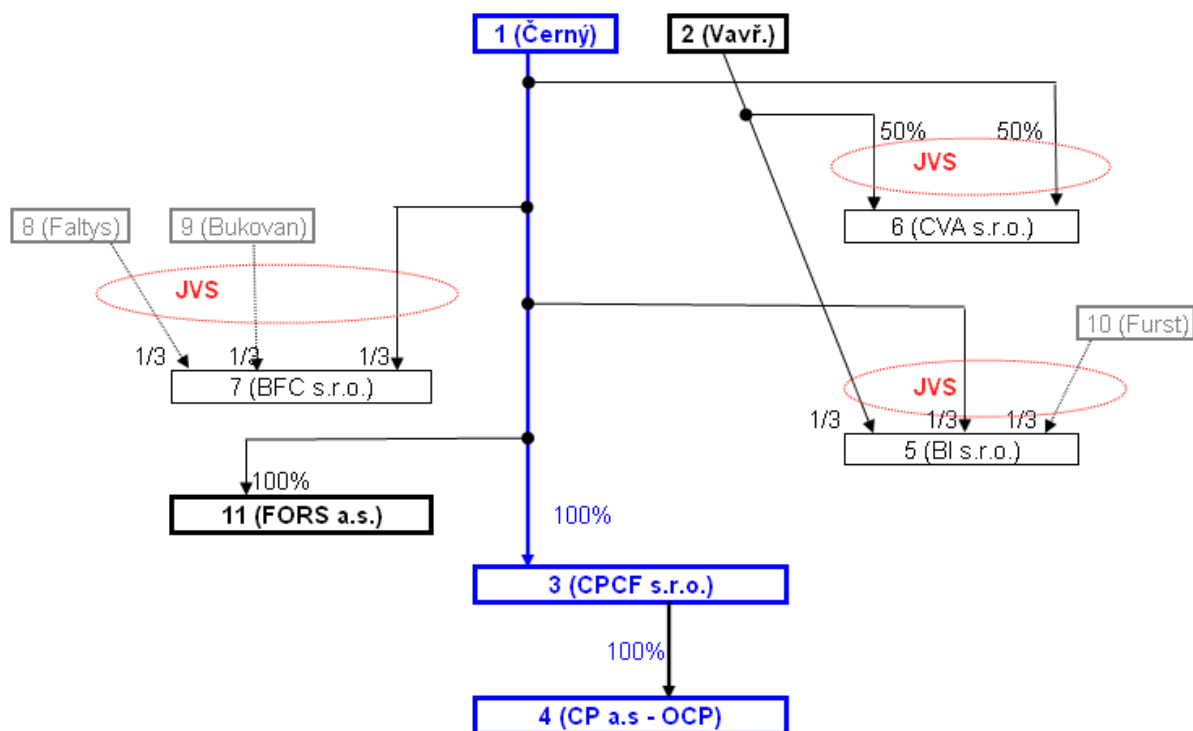 1 (Černý)
2 (Vavř.)
50%
50%
JVS
8 (Faltys)
9 (Bukovan)
6 (CVA s.r.o.)
JVS
10 (Furst)
1/3
1/3
1/3
7 (BFC s.r.o.)
JVS
1/3
1/3
1/3
5 (BI s.r.o.)
100%
11 (FORS a.s.)
100%
3 (CPCF s.r.o.)
100%
4 (CP a.s - OCP)